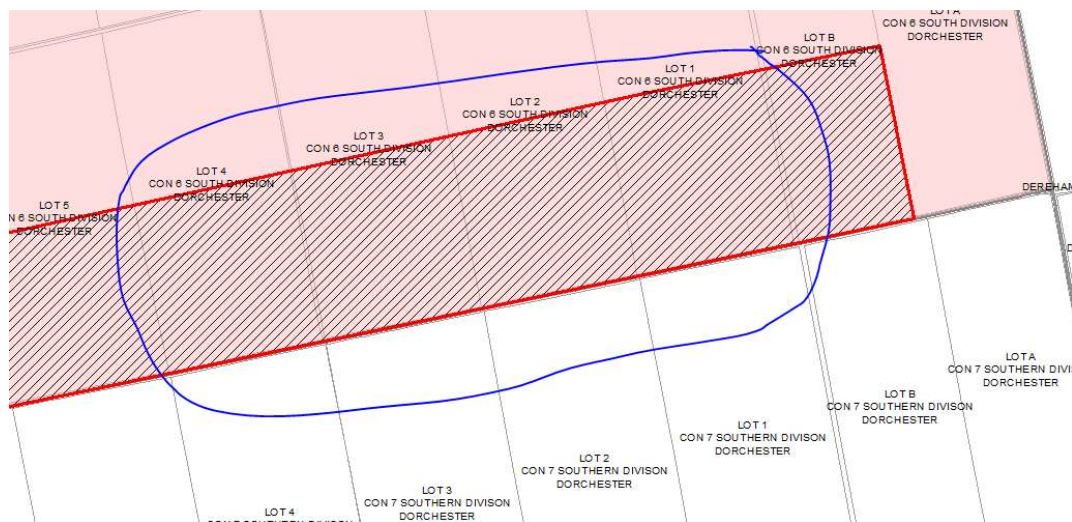 LOT A
CON 6 SOUTH DIVISION
DORCHESTER
LOT B
CON 6 SOUTH DIVISION
DORCHESTER
LOT 1
CON 6 SOUTH DIVISION
DORCHESTER
LOT 2
CON 6 SOUTH DIVISION
DORCHESTER
LOT 3
CON 6 SOUTH DIVISION
DORCHESTER
LOT 4
CON 6 SOUTH DIVISION
DORCHESTER
LOT 5
N 6 SOUTH DIVISION
DORCHESTER
DEREHAM
D
LOT A
CON 7 SOUTHERN DIVIS
DORCHESTER
LOT B
CON 7 SOUTHERN DIVISON
DORCHESTER
LOT 1
CON 7 SOUTHERN DIVISON
DORCHESTER
LOT 2
CON 7 SOUTHERN DIVISON
DORCHESTER
LOT 3
CON 7 SOUTHERN DIVISON
DORCHESTER
LOT 4
CON 7 SOUTHERN DIVISON